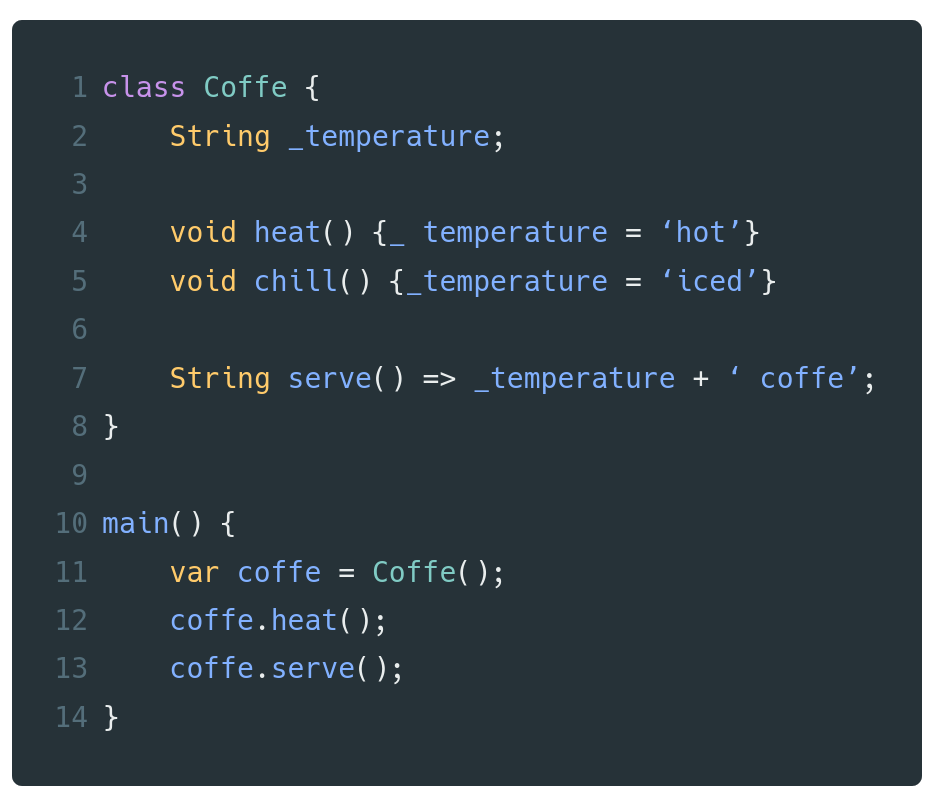 1 class Coffe {
2     String _temperature;
3
4     void heat() {_ temperature = ‘hot’}
5     void chill() {_temperature = ‘iced’}
6
7     String serve() => _temperature + ‘ coffe’;
8 }
9
10 main() {
11     var coffe = Coffe();
12     coffe.heat();
13     coffe.serve();
14 }